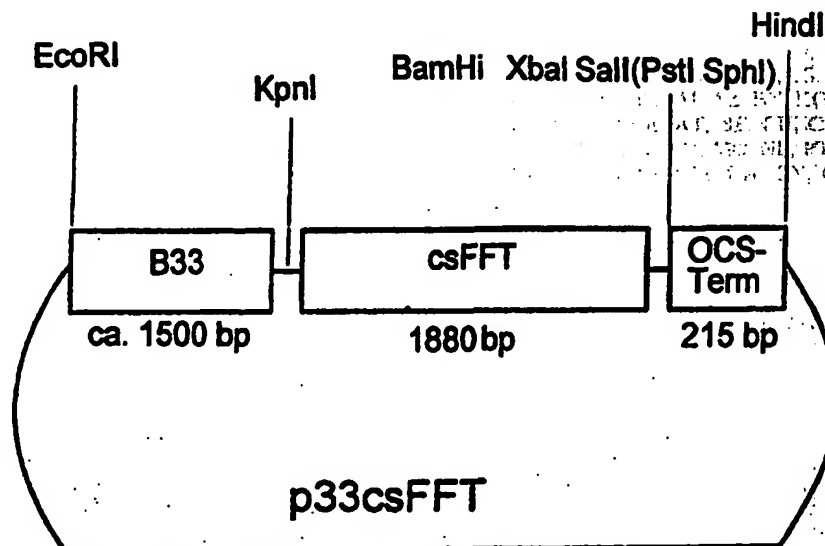 HindI
EcoRI
KpnI
BamHi XbaI SalI(PstI SphI)
B33
csFFT
OCS-
Term
ca. 1500 bp
1880 bp
215 bp
p33csFFT